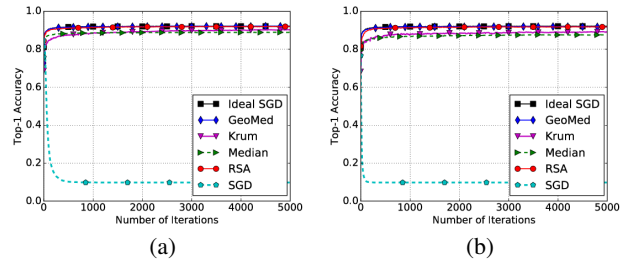 1.0
0.8
0.6
0.4
0.2
0.0
0
1000
2000
3000
4000
5000
Top-1 Accuracy
Number of Iterations
Ideal SGD
GeoMed
Krum
Median
RSA
SGD
(a)
1.0
0.8
0.6
0.4
0.2
0.0
0
1000
2000
3000
4000
5000
Top-1 Accuracy
Number of Iterations
Ideal SGD
GeoMed
Krum
Median
RSA
SGD
(b)